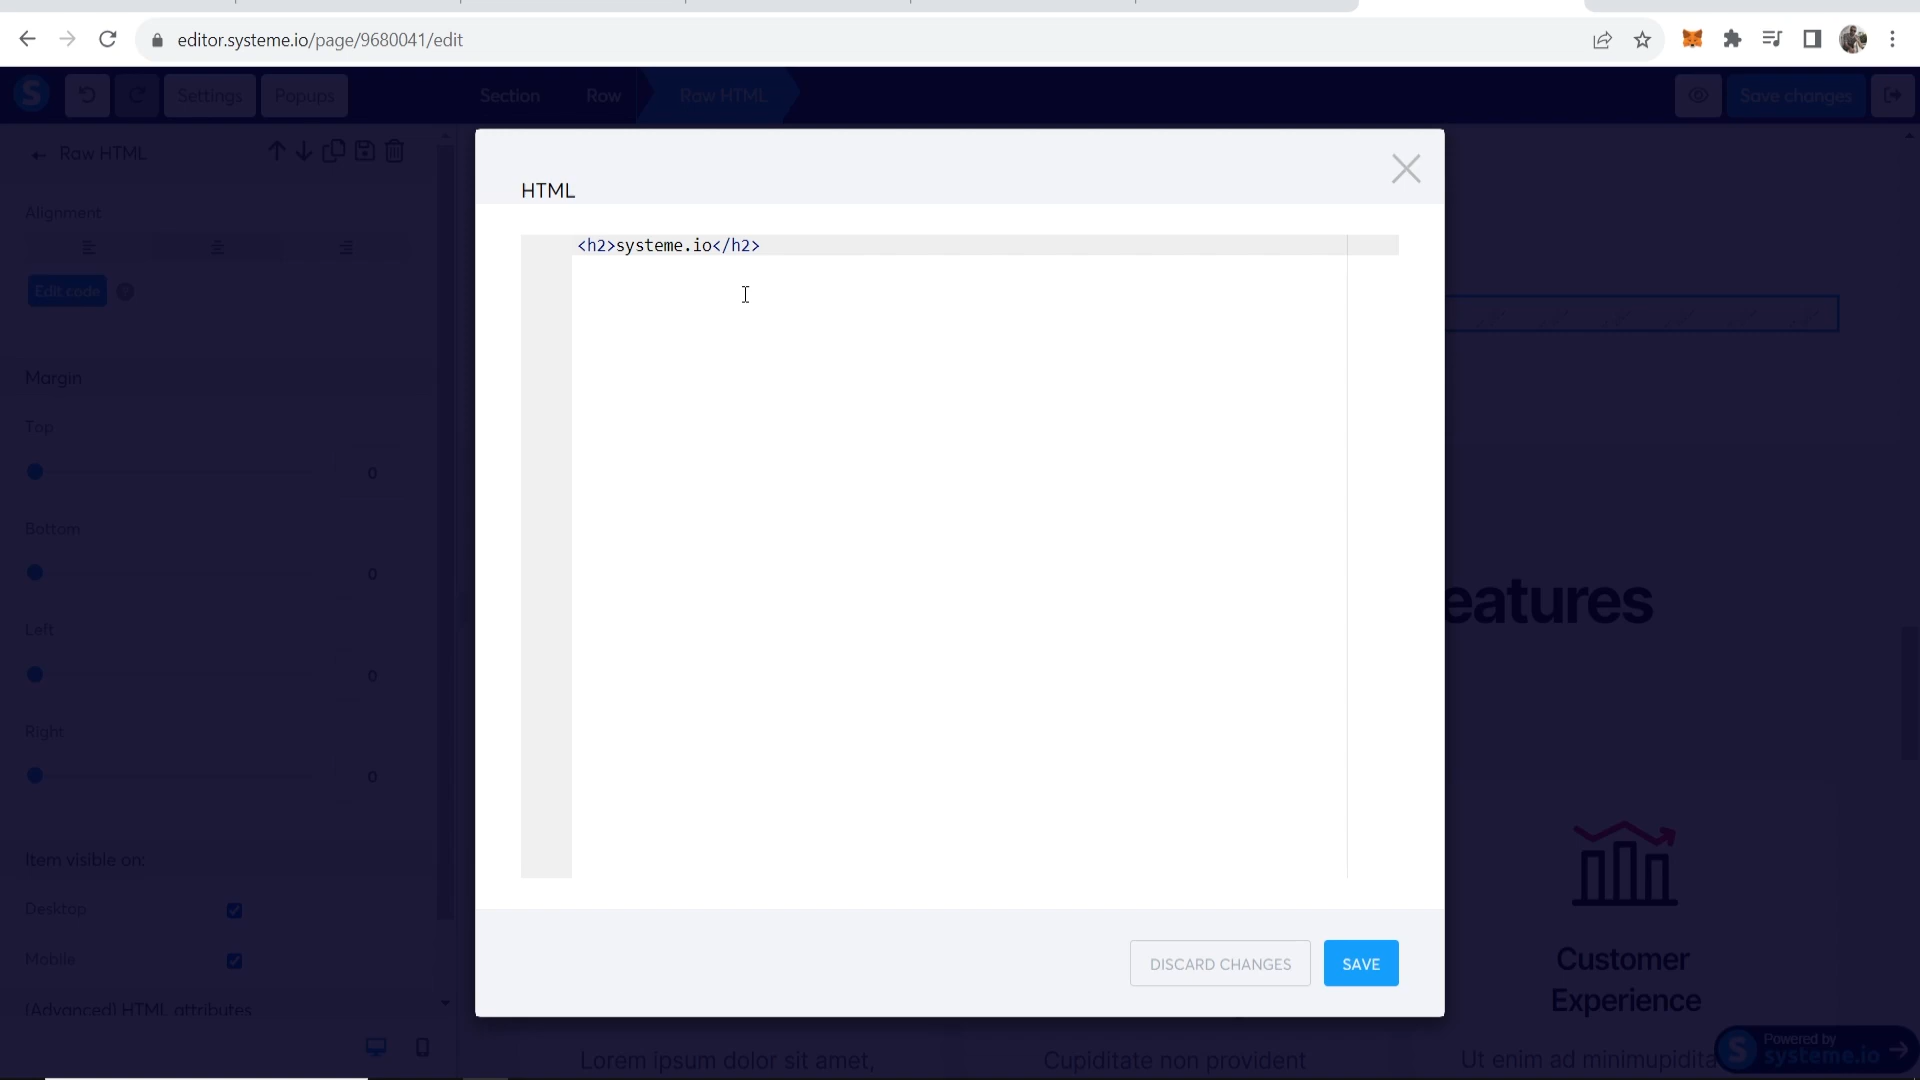 editor.systeme.io/page/9680041/edit
S Settings Popups Section Row Raw HTML Save changes
Raw HTML
HTML
Alignment
<h2>systeme.io</h2>
Edit code ?
Margin
Top
0
Bottom
0
eatures
Left
0
Right
0
Item visible on:
Desktop
Mobile
Customer
Experience
DISCARD CHANGES SAVE
(Advanced) HTML attributes
Lorem ipsum dolor sit amet, Cupiditate non provident Ut enim ad minimupidita
S Powered by
systeme.io